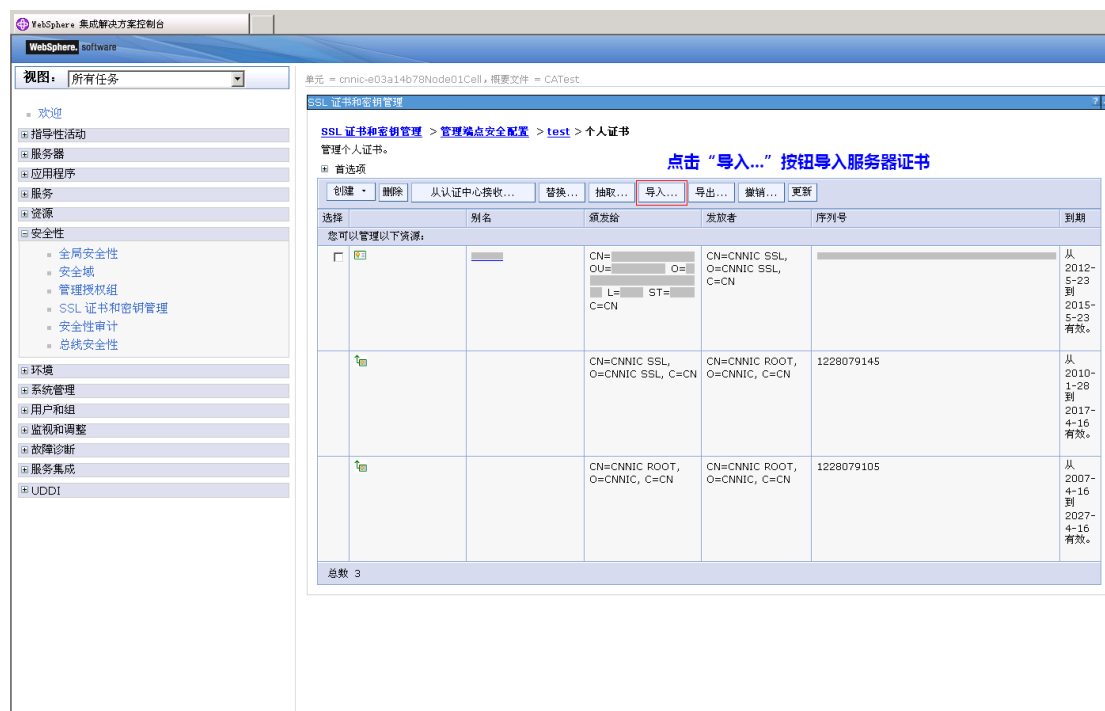 WebSphere 集成解决方案控制台
WebSphere. software
视图： 所有任务
欢迎
指导性活动
服务器
应用程序
服务
资源
安全性
全局安全性
安全域
管理授权组
SSL 证书和密钥管理
安全性审计
总线安全性
环境
系统管理
用户和组
监视和调整
故障诊断
服务集成
UDDI
单元 = cnnic-e03a14b78Node01Cell，概要文件 = CATest
SSL 证书和密钥管理 ?
SSL 证书和密钥管理 > 管理端点安全配置 > test > 个人证书
管理个人证书。
首选项
点击“导入...”按钮导入服务器证书
创建 删除 从认证中心接收... 替换... 抽取... 导入... 导出... 撤销... 更新
选择 别名 颁发给 发放者 序列号 到期
您可以管理以下资源：
CN=
OU= O=
L= ST=
C=CN
CN=CNNIC SSL,
O=CNNIC SSL,
C=CN
从
2012-
5-23
到
2015-
5-23
有效。
CN=CNNIC SSL,
O=CNNIC SSL, C=CN
CN=CNNIC ROOT,
O=CNNIC, C=CN
1228079145
从
2010-
1-28
到
2017-
4-16
有效。
CN=CNNIC ROOT,
O=CNNIC, C=CN
CN=CNNIC ROOT,
O=CNNIC, C=CN
1228079105
从
2007-
4-16
到
2027-
4-16
有效。
总数 3